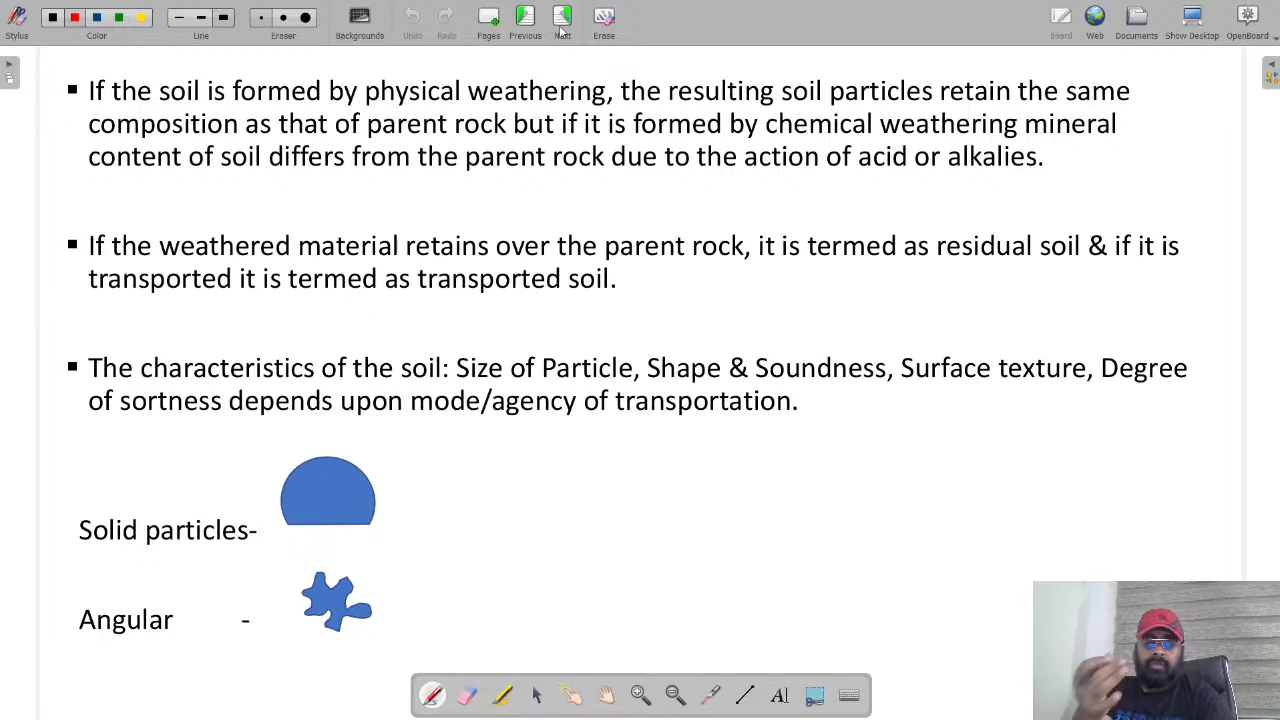 Stylus Color Line Eraser Backgrounds Undo Redo Pages Previous Next Erase Board Web Documents Show Desktop OpenBoard
▪ If the soil is formed by physical weathering, the resulting soil particles retain the same
composition as that of parent rock but if it is formed by chemical weathering mineral
content of soil differs from the parent rock due to the action of acid or alkalies.
▪ If the weathered material retains over the parent rock, it is termed as residual soil & if it is
transported it is termed as transported soil.
▪ The characteristics of the soil: Size of Particle, Shape & Soundness, Surface texture, Degree
of sortness depends upon mode/agency of transportation.
Solid particles-
Angular -